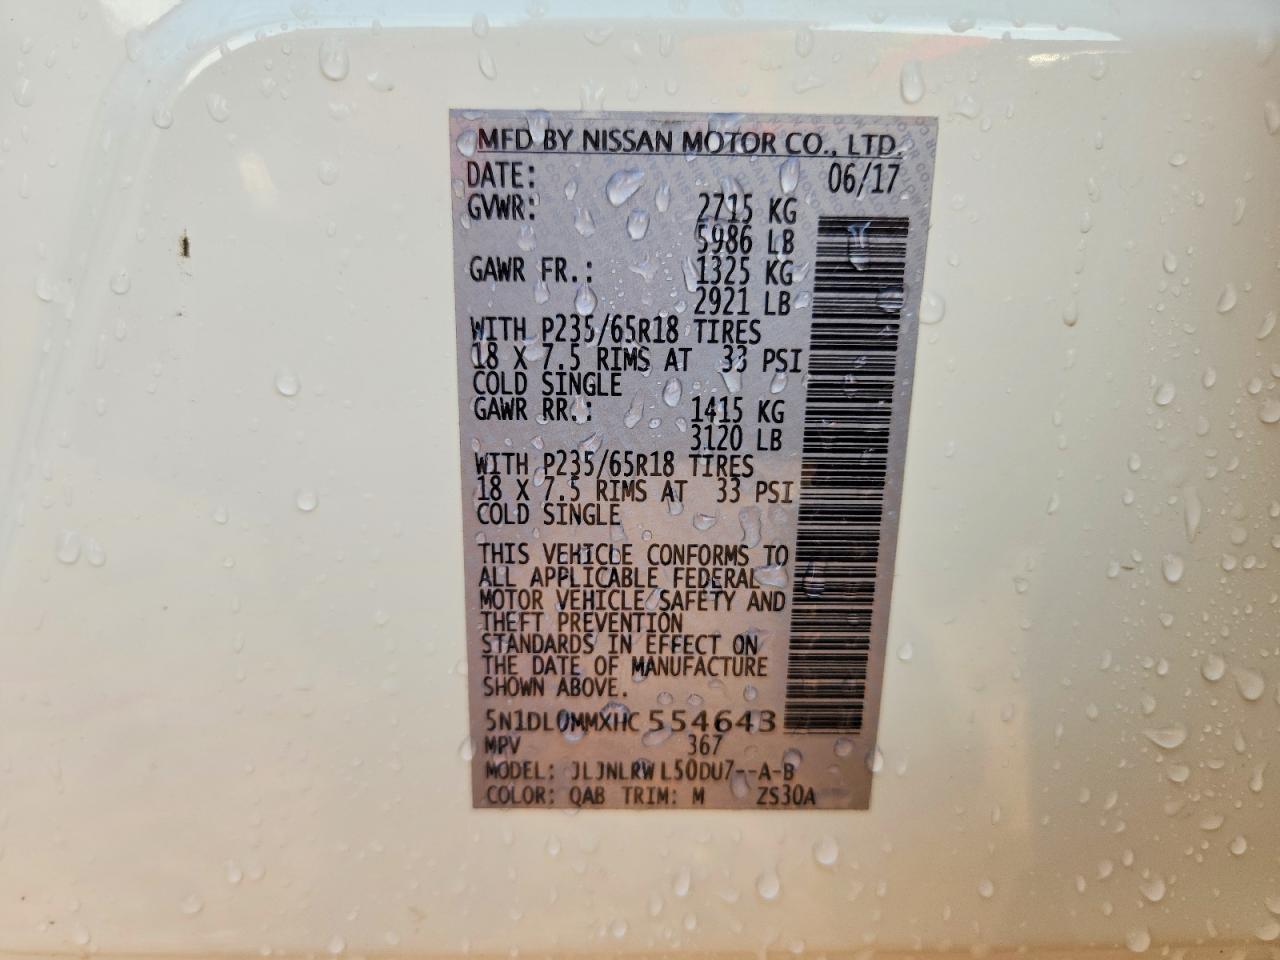 MFD BY NISSAN MOTOR CO., LTD.
DATE: 06/17
GVWR: 2715 KG
5986 LB
GAWR FR.: 1325 KG
2921 LB
WITH P235/65R18 TIRES
18 X 7.5 RIMS AT 33 PSI
COLD SINGLE
GAWR RR.: 1415 KG
3120 LB
WITH P235/65R18 TIRES
18 X 7.5 RIMS AT 33 PSI
COLD SINGLE
THIS VEHICLE CONFORMS TO
ALL APPLICABLE FEDERAL
MOTOR VEHICLE SAFETY AND
THEFT PREVENTION
STANDARDS IN EFFECT ON
THE DATE OF MANUFACTURE
SHOWN ABOVE.
5N1DL0MMXHC554643
MPV 367
MODEL: JLJNLRWL50DU7--A-B
COLOR: QAB TRIM: M ZS30A